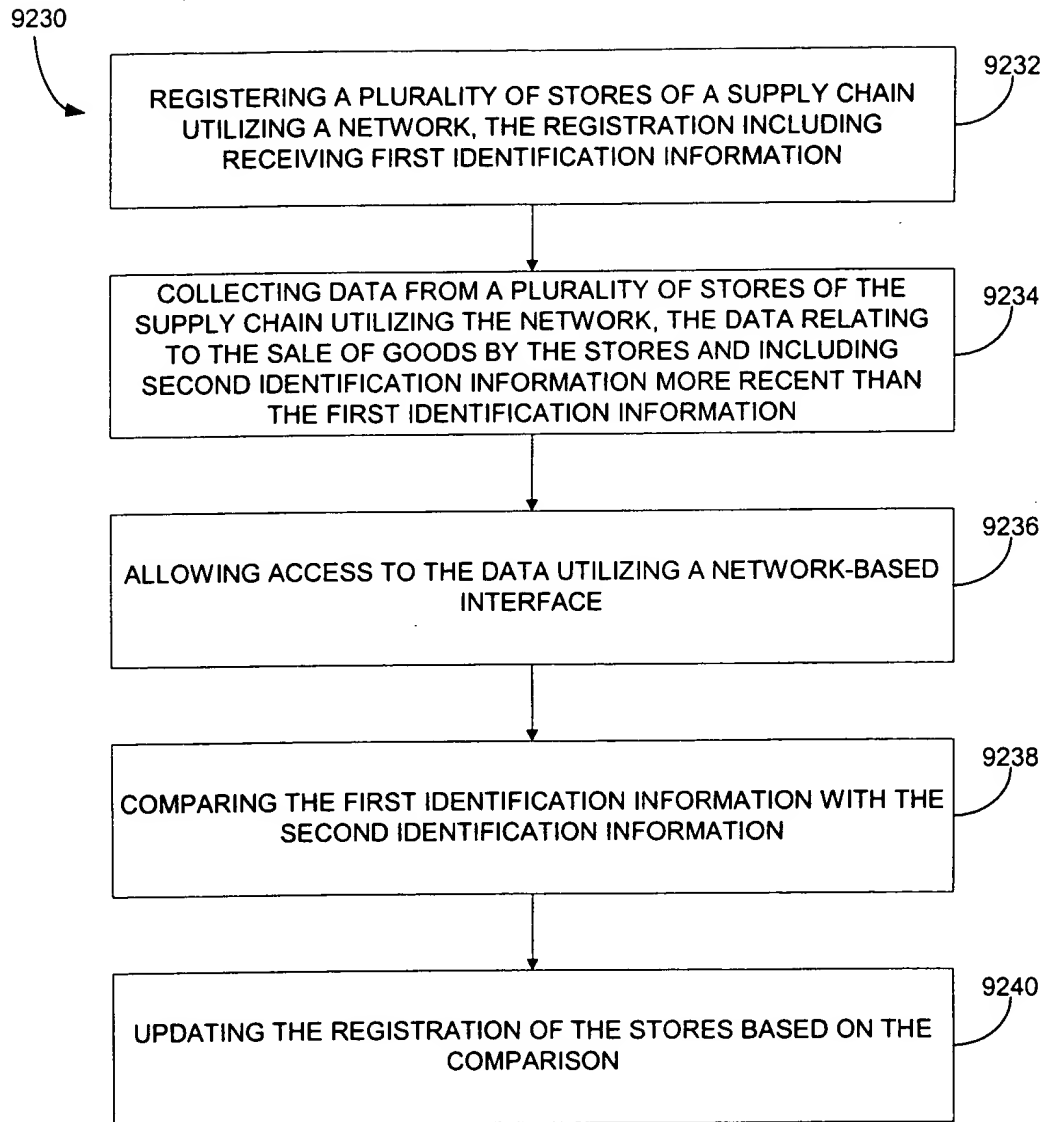 9230
9232
REGISTERING A PLURALITY OF STORES OF A SUPPLY CHAIN
UTILIZING A NETWORK, THE REGISTRATION INCLUDING
RECEIVING FIRST IDENTIFICATION INFORMATION
9234
COLLECTING DATA FROM A PLURALITY OF STORES OF THE
SUPPLY CHAIN UTILIZING THE NETWORK, THE DATA RELATING
TO THE SALE OF GOODS BY THE STORES AND INCLUDING
SECOND IDENTIFICATION INFORMATION MORE RECENT THAN
THE FIRST IDENTIFICATION INFORMATION
9236
ALLOWING ACCESS TO THE DATA UTILIZING A NETWORK-BASED
INTERFACE
9238
COMPARING THE FIRST IDENTIFICATION INFORMATION WITH THE
SECOND IDENTIFICATION INFORMATION
9240
UPDATING THE REGISTRATION OF THE STORES BASED ON THE
COMPARISON